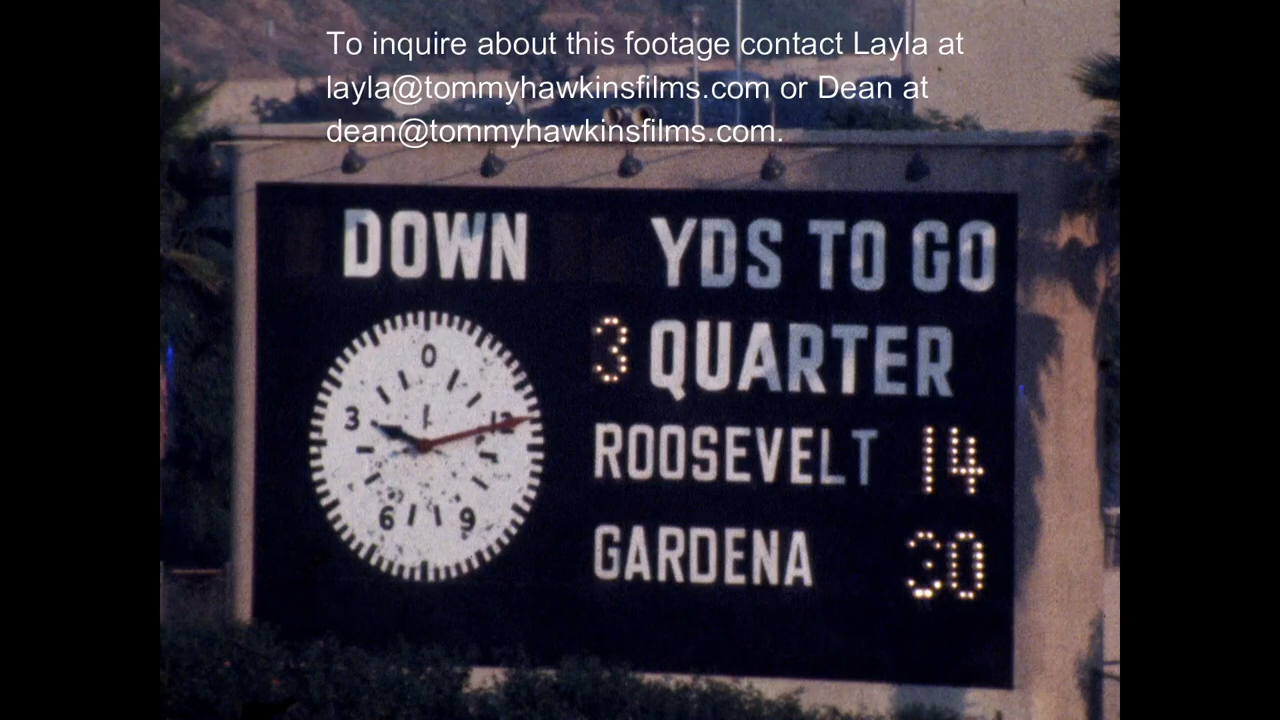 To inquire about this footage contact Layla at
layla@tommyhawkinsfilms.com or Dean at
dean@tommyhawkinsfilms.com.
DOWN YDS TO GO
3 QUARTER
ROOSEVELT 14
GARDENA 30
0
3 12
6 9